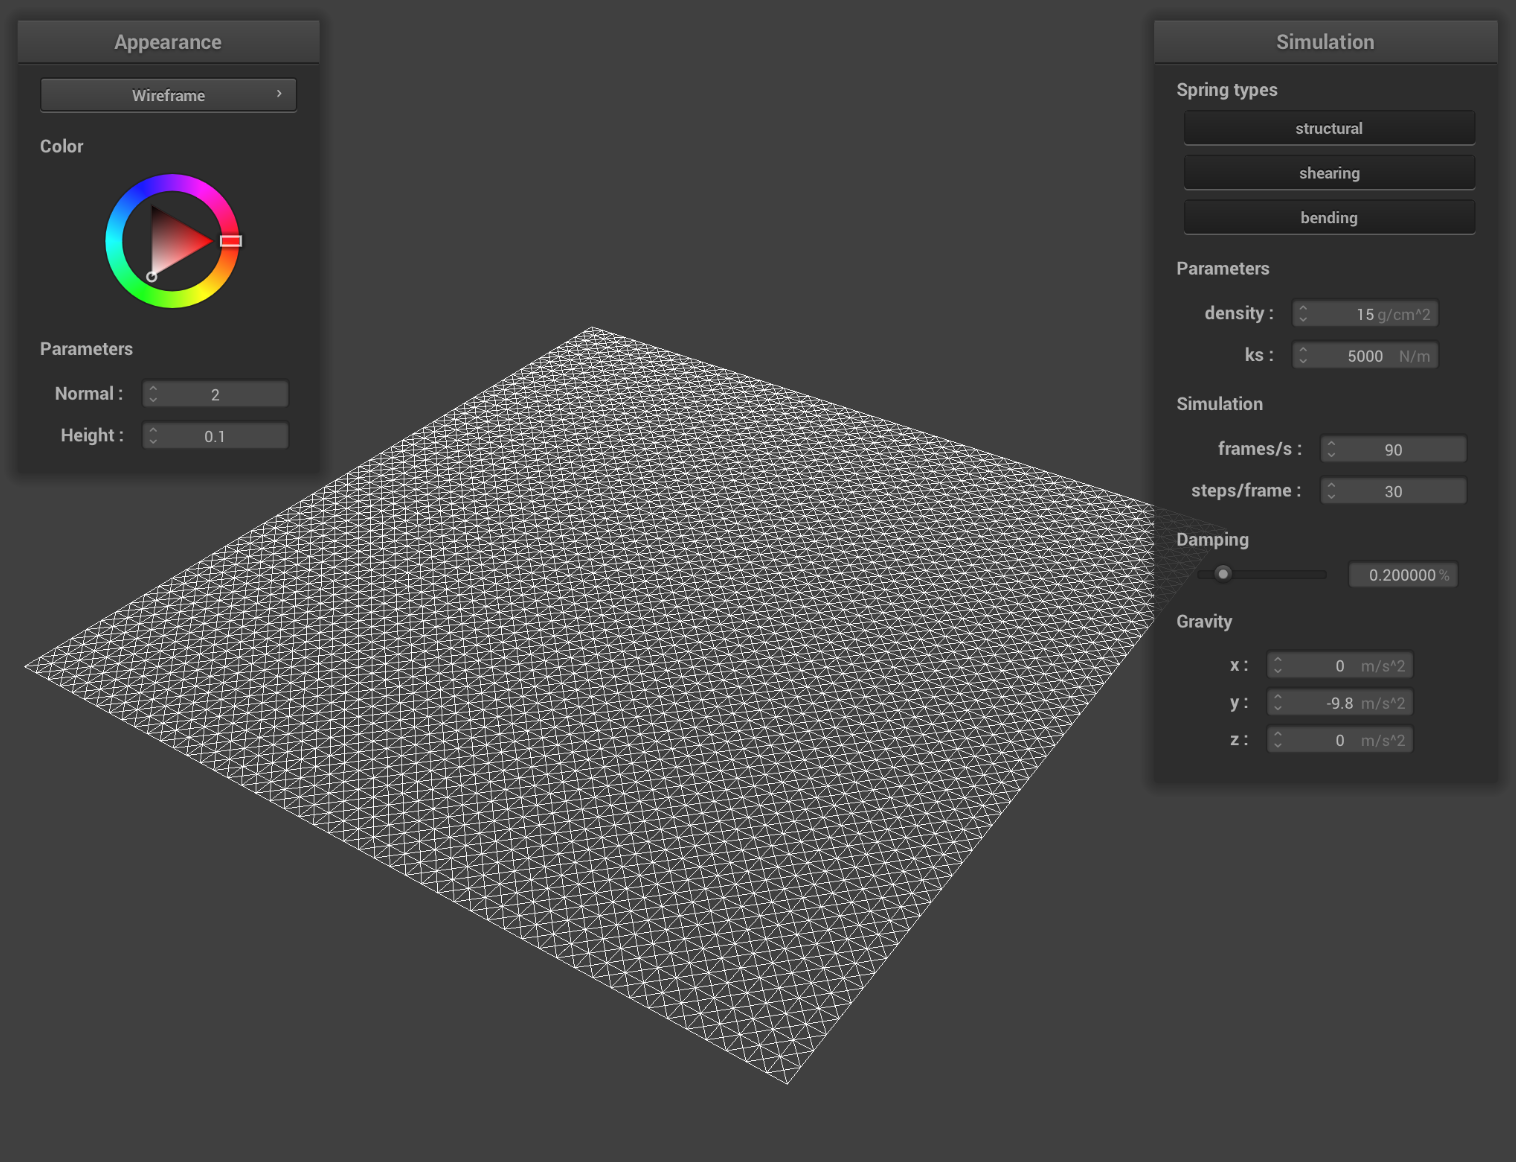 Appearance
Wireframe
Color
Parameters
Normal : 2
Height : 0.1
Simulation
Spring types
structural
shearing
bending
Parameters
density : 15 g/cm^2
ks : 5000 N/m
Simulation
frames/s : 90
steps/frame : 30
Damping
0.200000 %
Gravity
x : 0 m/s^2
y : -9.8 m/s^2
z : 0 m/s^2